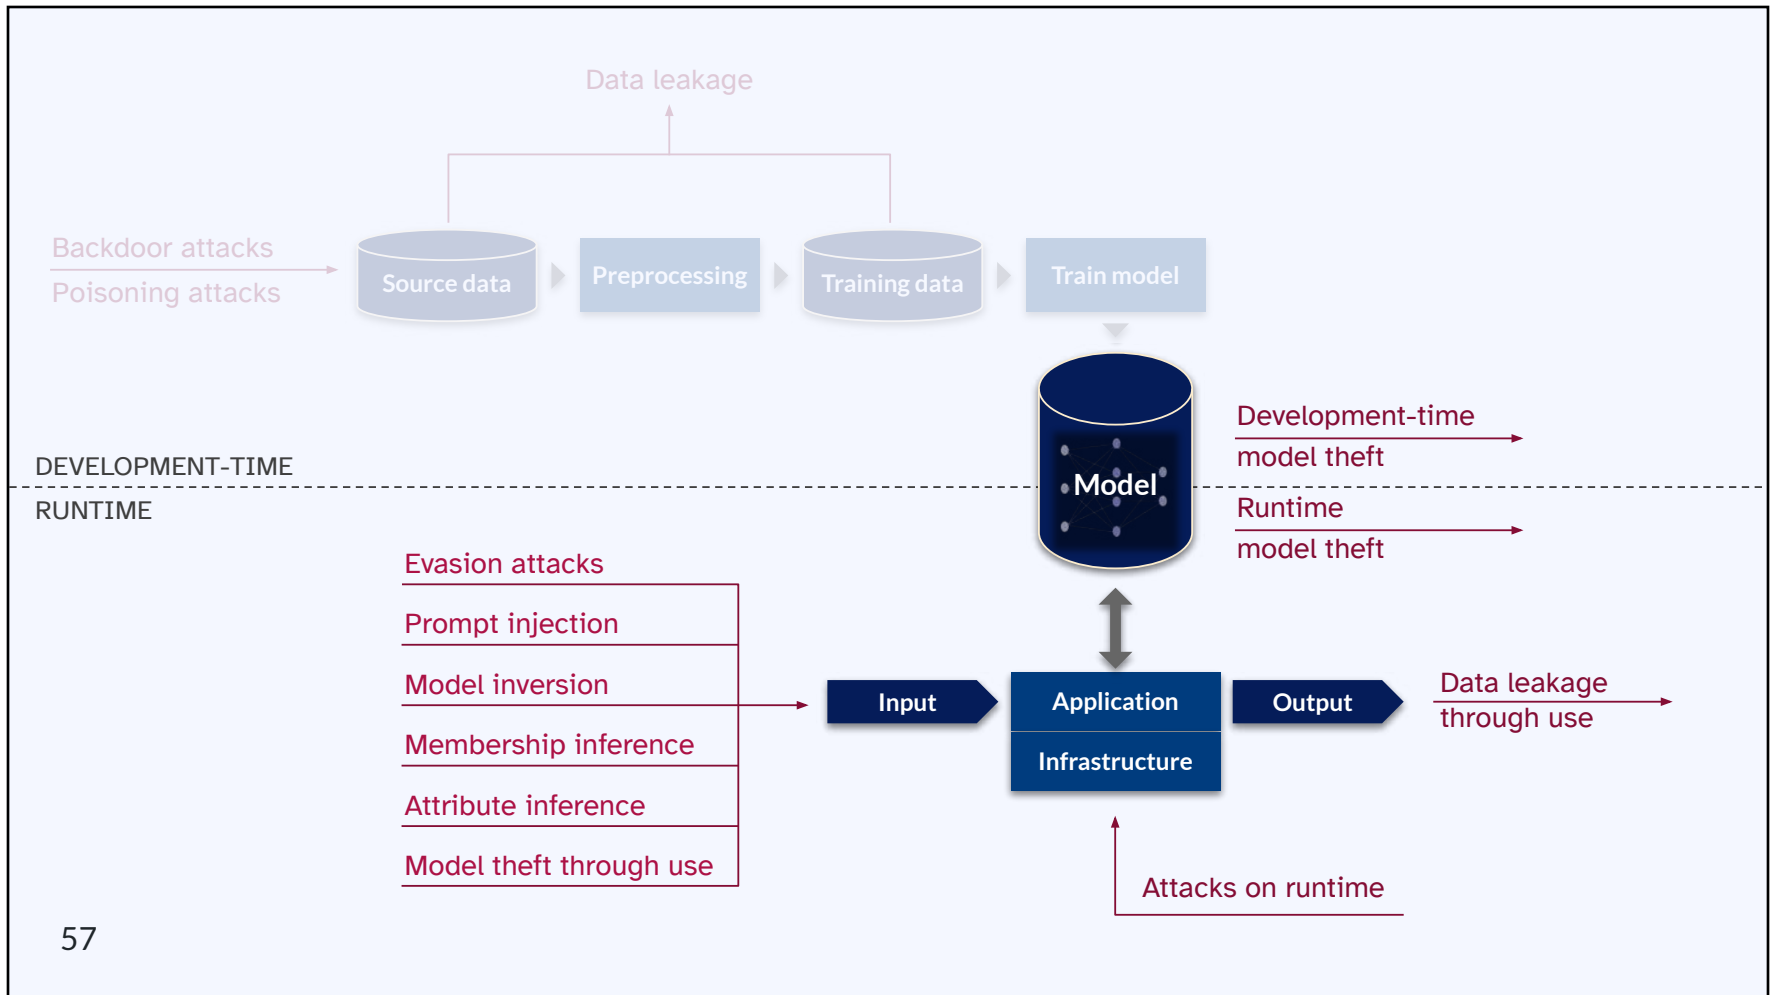 Data leakage
Backdoor attacks
Poisoning attacks
Source data
Preprocessing
Training data
Train model
Model
Development-time
model theft
DEVELOPMENT-TIME
RUNTIME
Runtime
model theft
Evasion attacks
Prompt injection
Model inversion
Membership inference
Attribute inference
Model theft through use
Input
Application
Infrastructure
Output
Data leakage
through use
Attacks on runtime
57